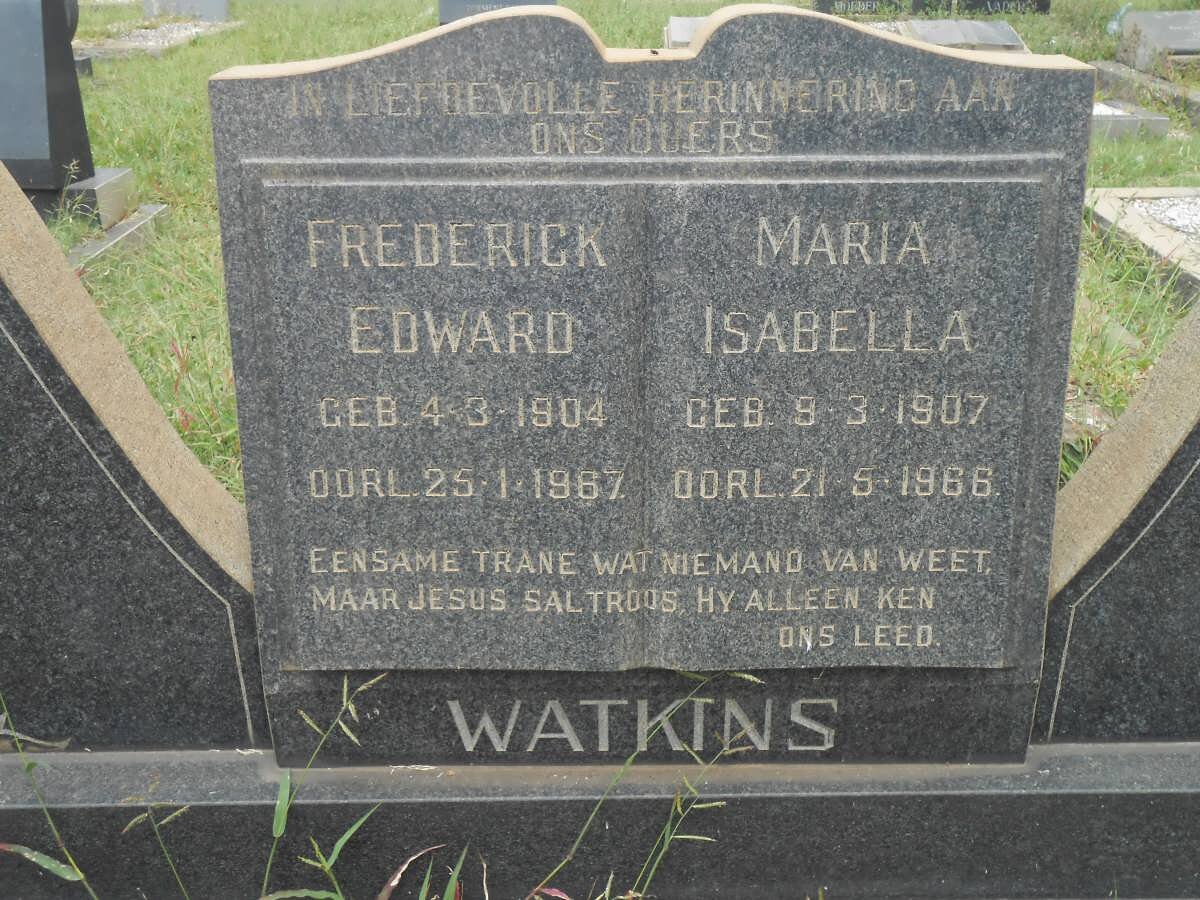 IN LIEFDEVOLLE HERINNERING AAN
ONS OUERS
FREDERICK
EDWARD
GEB. 4·3·1904
OORL. 25·1·1967.
MARIA
ISABELLA
GEB. 9·3·1907
OORL. 21·5·1966.
EENSAME TRANE WAT NIEMAND VAN WEET,
MAAR JESUS SAL TROOS, HY ALLEEN KEN
ONS LEED.
WATKINS
MOEDER
VADER